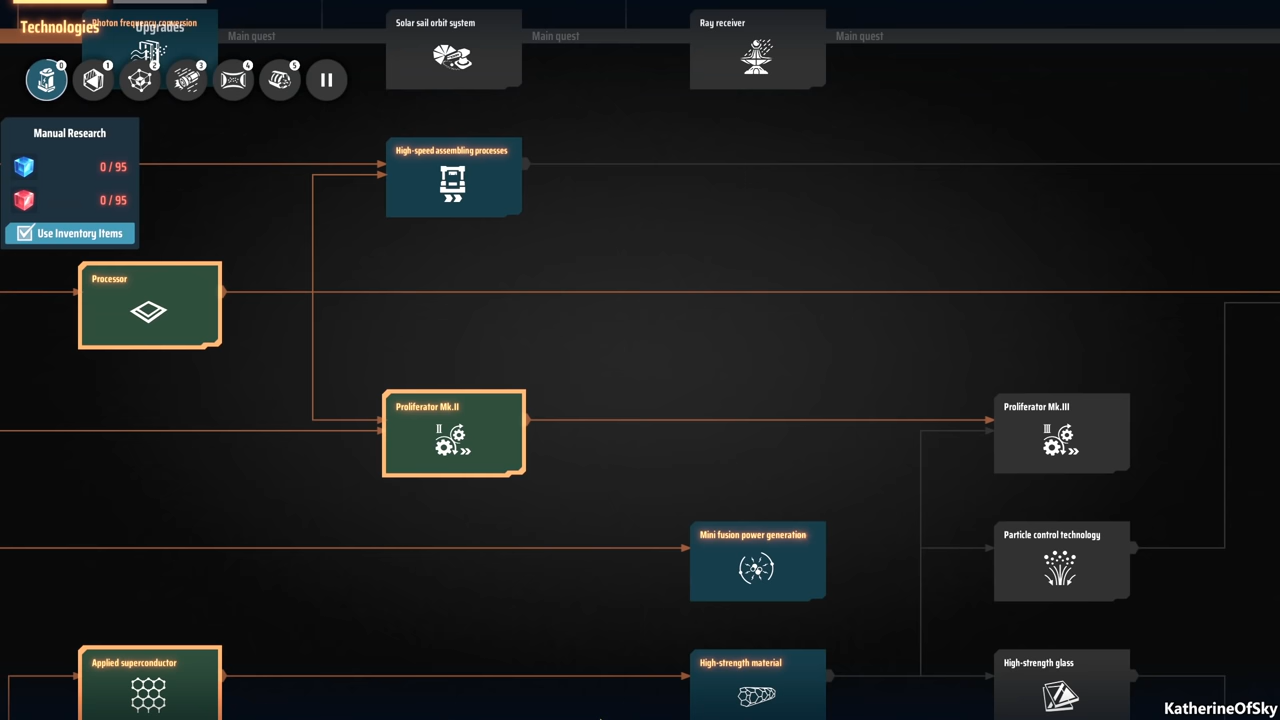 Photon frequency conversion
Solar sail orbit system
Ray receiver
Technologies
Upgrades
Main quest
Main quest
Main quest
0
1
2
3
4
5
Manual Research
0 / 95
0 / 95
Use Inventory Items
High-speed assembling processes
Processor
Proliferator Mk.II
II
Proliferator Mk.III
III
Mini fusion power generation
Particle control technology
Applied superconductor
High-strength material
High-strength glass
KatherineOfSky